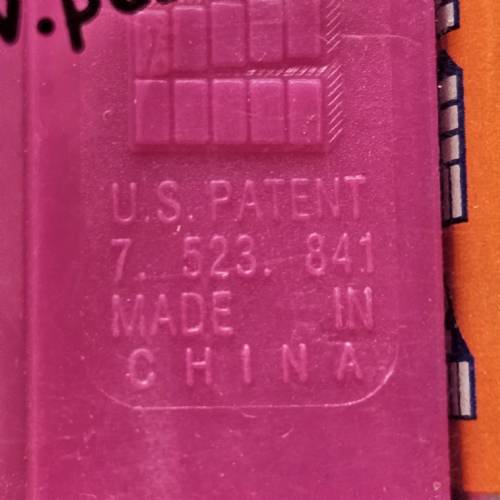 U.S. PATENT
7. 523. 841
MADE IN
CHINA